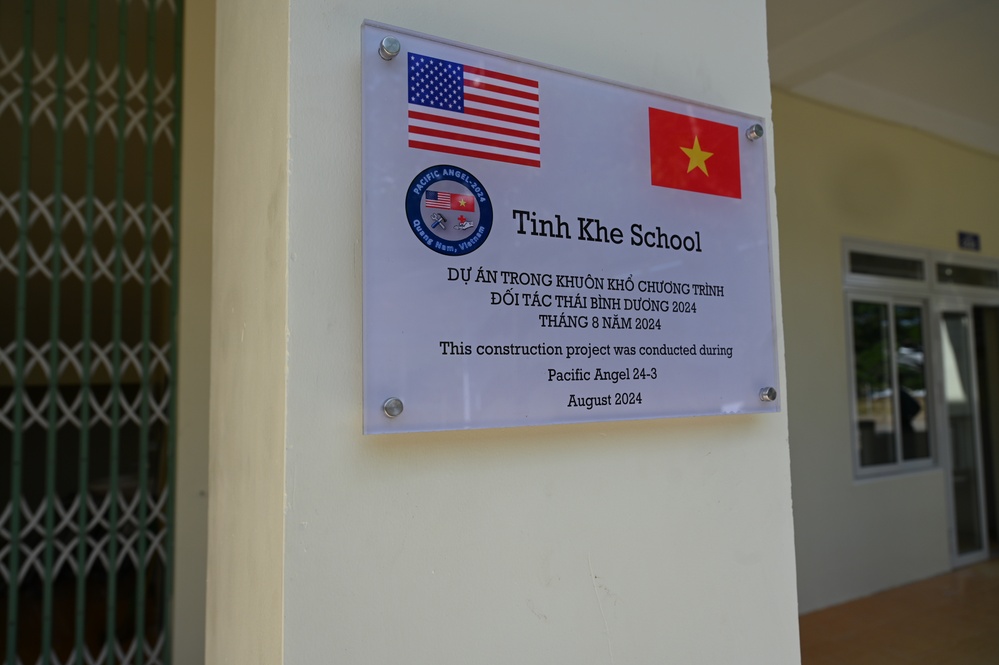 PACIFIC ANGEL-2024
Quang Nam, Vietnam
Tinh Khe School
DỰ ÁN TRONG KHUÔN KHỔ CHƯƠNG TRÌNH
ĐỐI TÁC THÁI BÌNH DƯƠNG 2024
THÁNG 8 NĂM 2024
This construction project was conducted during
Pacific Angel 24-3
August 2024